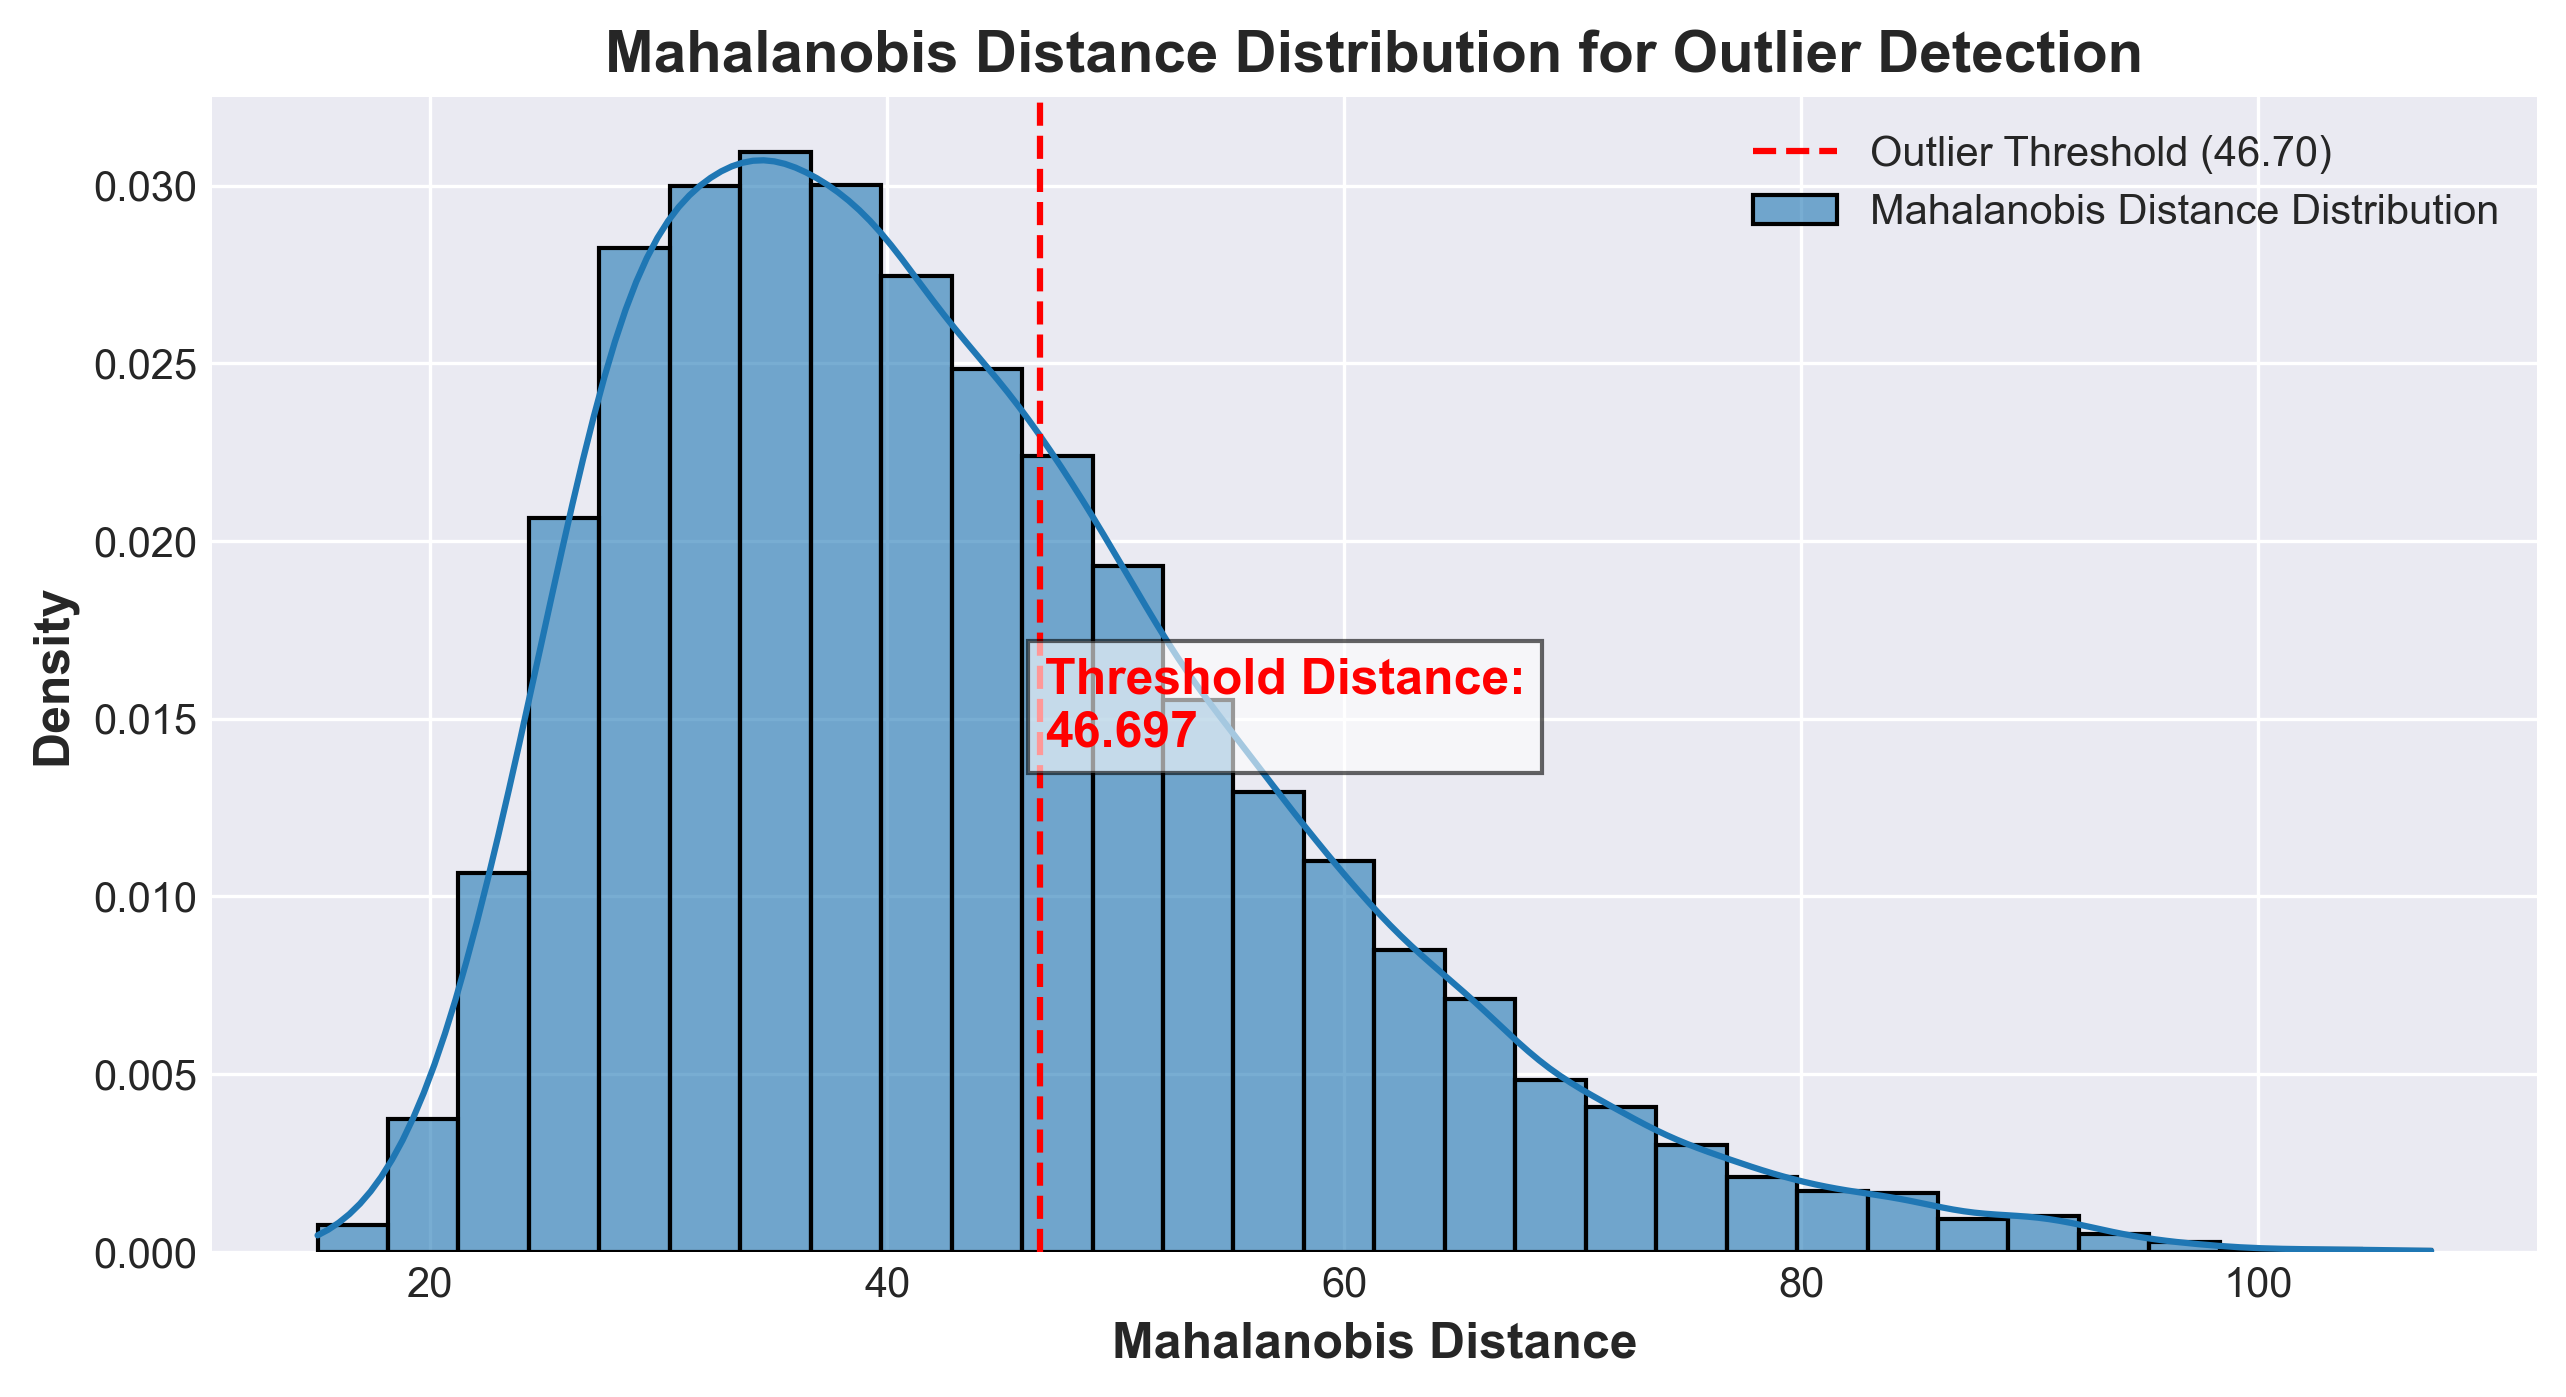 Mahalanobis Distance Distribution for Outlier Detection
Outlier Threshold (46.70)
Mahalanobis Distance Distribution
0.030
0.025
0.020
0.015
0.010
0.005
0.000
Density
Threshold Distance:
46.697
20 40 60 80 100
Mahalanobis Distance